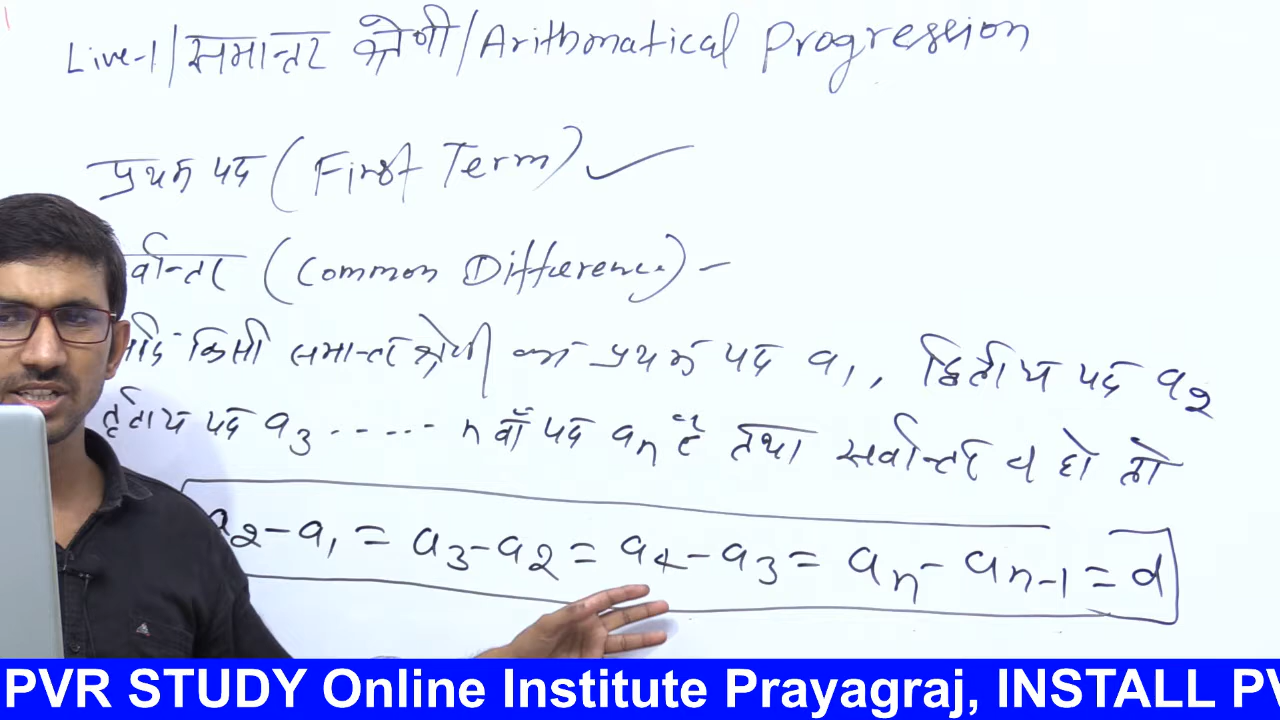 Live-1/समान्तर श्रेणी/Arithmatical Progression
प्रथम पद (First Term) ✓
र्वान्तर (Common Difference) -
यदि किसी समान्तर श्रेणी का प्रथम पद a₁, द्वितीय पद a₂
तृतीय पद a₃ ...... n वाँ पद aₙ है तथा सर्वान्तर d हो तो
a₂-a₁ = a₃-a₂ = a₄-a₃ = aₙ-aₙ₋₁ = d
PVR STUDY Online Institute Prayagraj, INSTALL PV